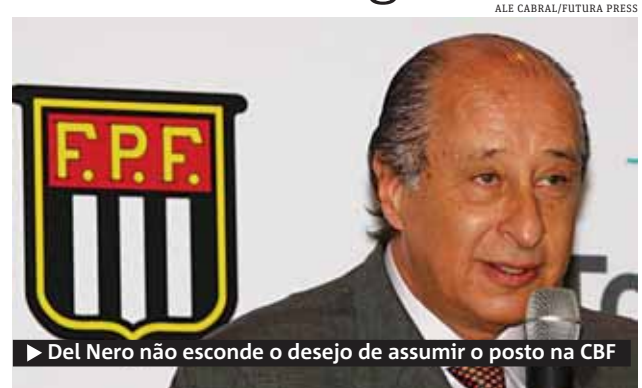 ALE CABRAL/FUTURA PRESS
F.P.F.
▶ Del Nero não esconde o desejo de assumir o posto na CBF